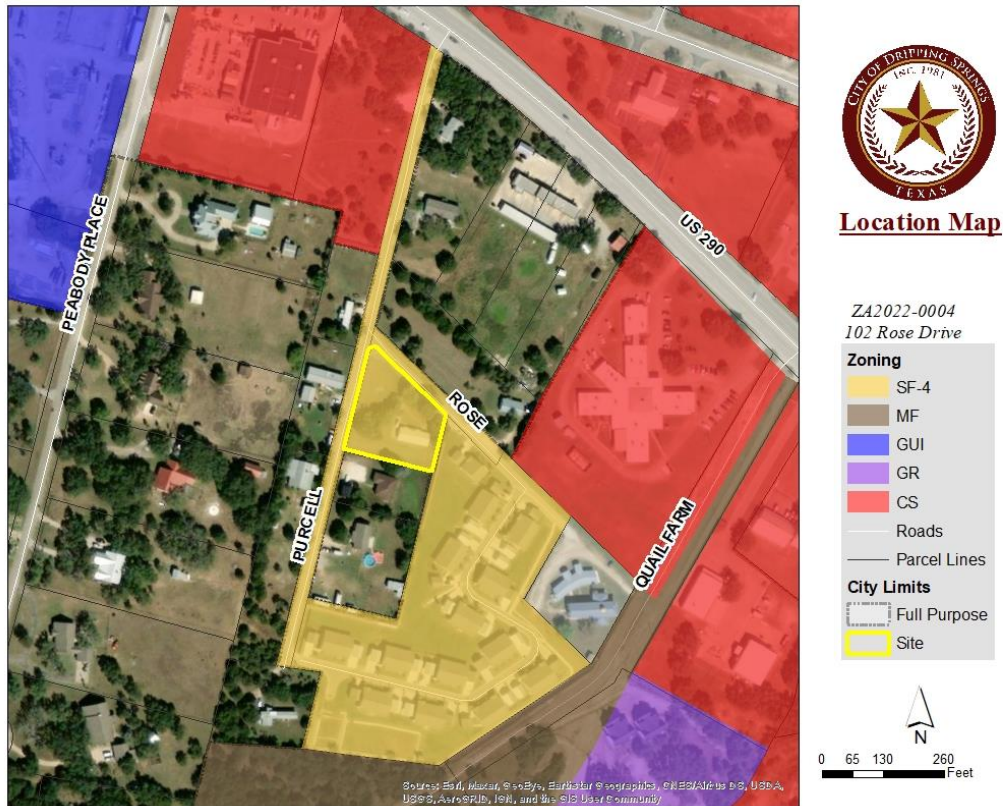 PEABODY PLACE
US 290
ROSE
PURCELL
QUAIL FARM
Source: Esri, Maxar, GeoEye, Earthstar Geographics, CNES/Airbus DS, USDA,
USGS, AeroGRID, IGN, and the GIS User Community
CITY OF DRIPPING SPRINGS
INC. 1981
TEXAS
Location Map
ZA2022-0004
102 Rose Drive
Zoning
SF-4
MF
GUI
GR
CS
Roads
Parcel Lines
City Limits
Full Purpose
Site
N
0 65 130 260
Feet